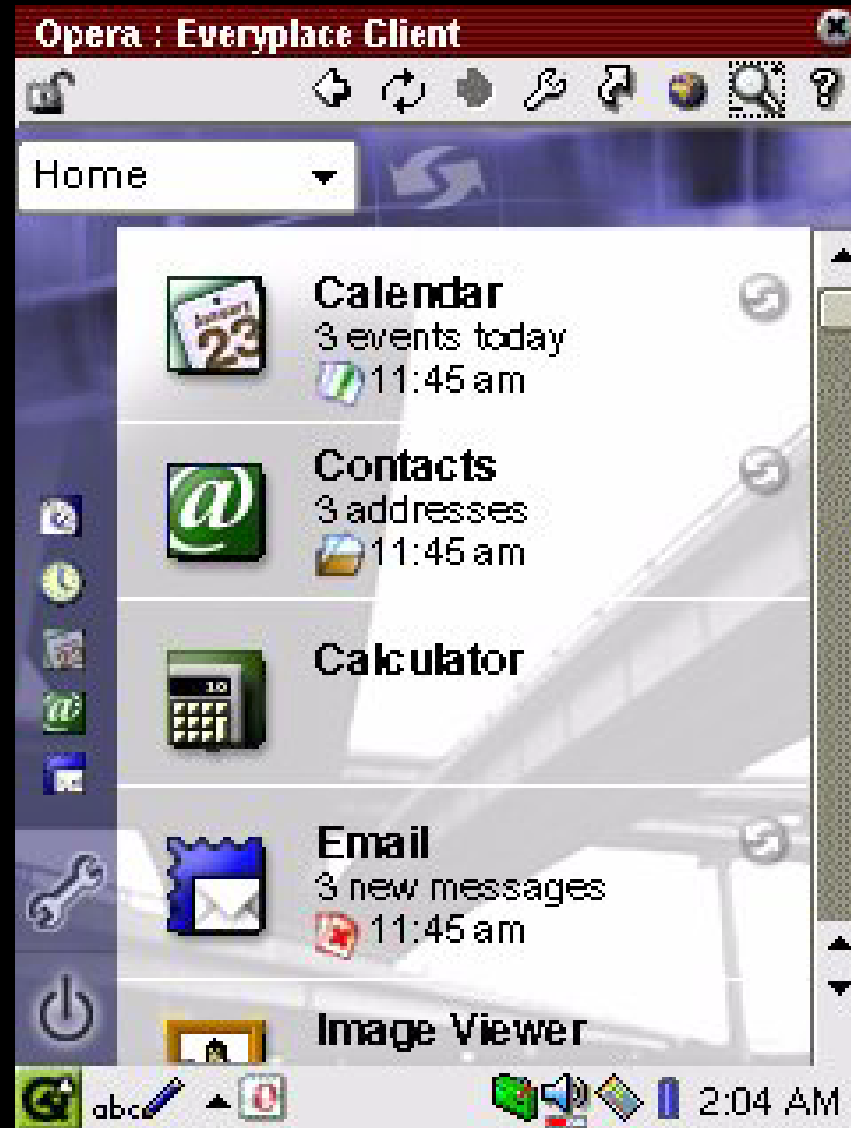 Opera : Everyplace Client
Home
Calendar
3 events today
11:45 am
Contacts
3 addresses
11:45 am
Calculator
Email
3 new messages
11:45 am
Image Viewer
abc
2:04 AM